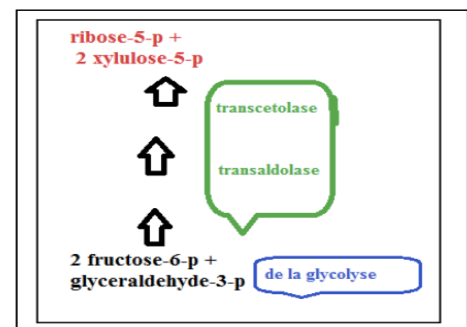 ribose-5-p +
2 xylulose-5-p
transcetolase
transaldolase
2 fructose-6-p +
glyceraldehyde-3-p
de la glycolyse